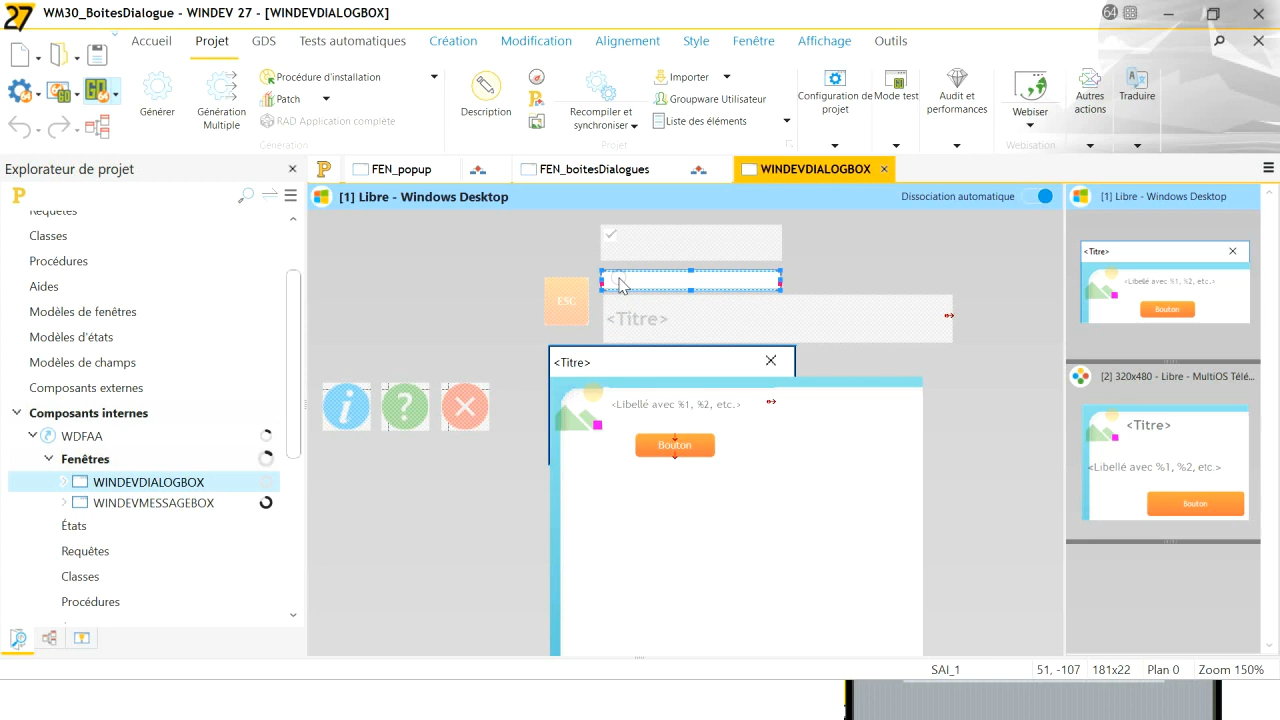 27 WM30_BoitesDialogue - WINDEV 27 - [WINDEVDIALOGBOX]
64
Accueil Projet GDS Tests automatiques Création Modification Alignement Style Fenêtre Affichage Outils
Générer
Génération Multiple
Procédure d'installation
Patch
RAD Application complète
Génération
Description
Recompiler et synchroniser
Importer
Groupware Utilisateur
Liste des éléments
Projet
Configuration de projet
Mode test
Audit et performances
Webiser
Webisation
Autres actions
Traduire
GO
GO
Explorateur de projet
FEN_popup
FEN_boitesDialogues
WINDEVDIALOGBOX
Requêtes
Classes
Procédures
Aides
Modèles de fenêtres
Modèles d'états
Modèles de champs
Composants externes
Composants internes
WDFAA
Fenêtres
WINDEVDIALOGBOX
WINDEVMESSAGEBOX
États
Requêtes
Classes
Procédures
[1] Libre - Windows Desktop
Dissociation automatique
ESC
<Titre>
<Titre>
<Libellé avec %1, %2, etc.>
Bouton
i ?
[1] Libre - Windows Desktop
<Titre>
<Libellé avec %1, %2, etc.>
Bouton
[2] 320x480 - Libre - MultiOS Télé...
<Titre>
<Libellé avec %1, %2, etc.>
Bouton
SAI_1 51, -107 181x22 Plan 0 Zoom 150%